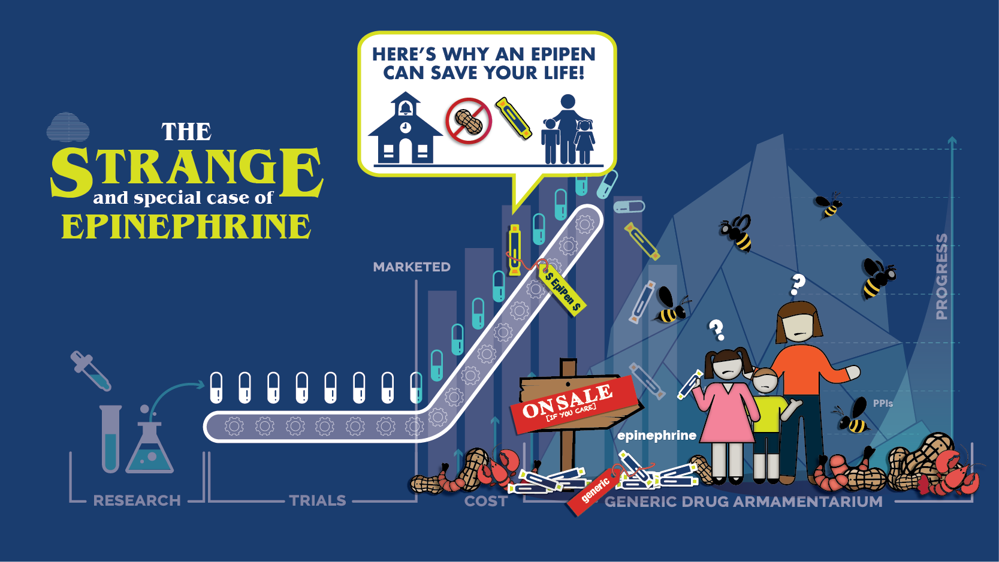 HERE'S WHY AN EPIPEN
CAN SAVE YOUR LIFE!
THE
STRANGE
and special case of
EPINEPHRINE
MARKETED
$ EpiPen $
PROGRESS
?
?
ON SALE
[IF YOU CARE]
PPIs
epinephrine
generic
RESEARCH
TRIALS
COST
GENERIC DRUG ARMAMENTARIUM